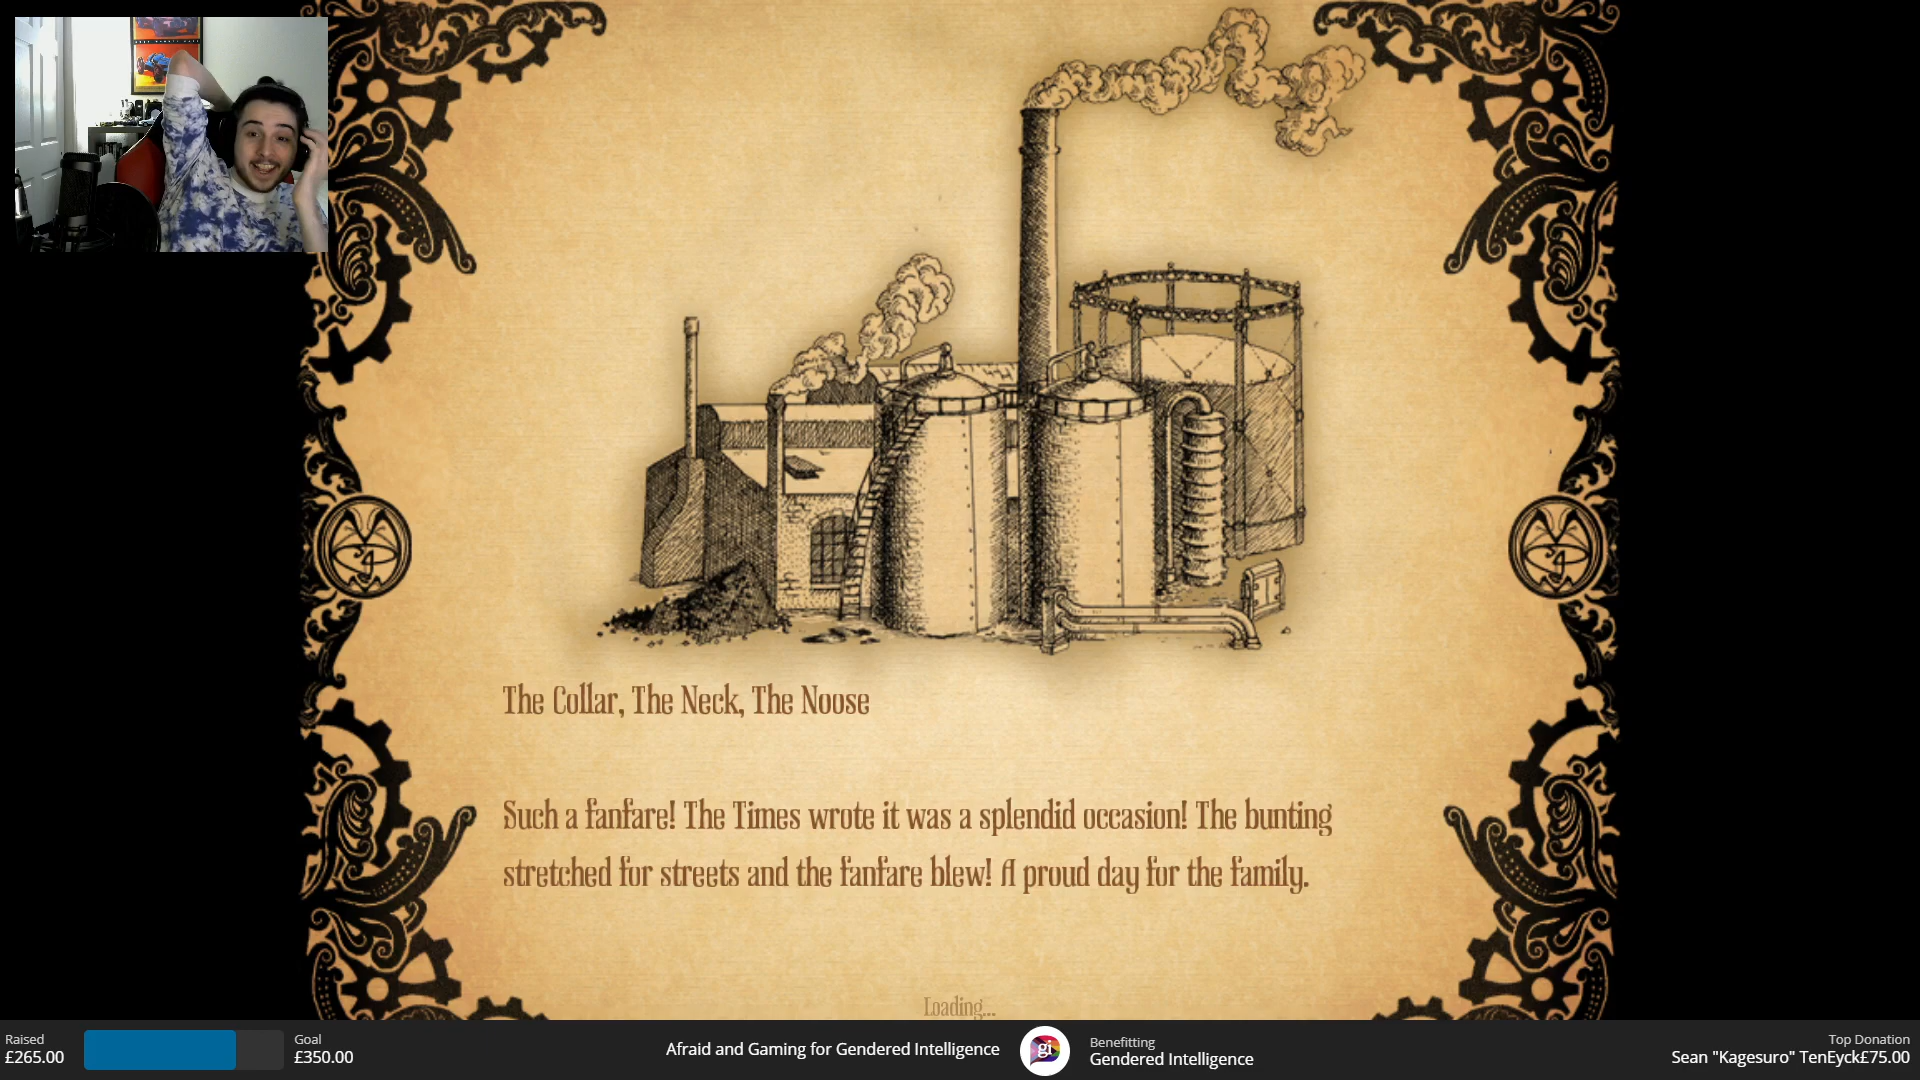 The Collar, The Neck, The Noose
Such a fanfare! The Times wrote it was a splendid occasion! The bunting
stretched for streets and the fanfare blew! A proud day for the family.
Loading...
Raised
£265.00
Goal
£350.00
Afraid and Gaming for Gendered Intelligence
gi
Benefitting
Gendered Intelligence
Top Donation
Sean "Kagesuro" TenEyck£75.00